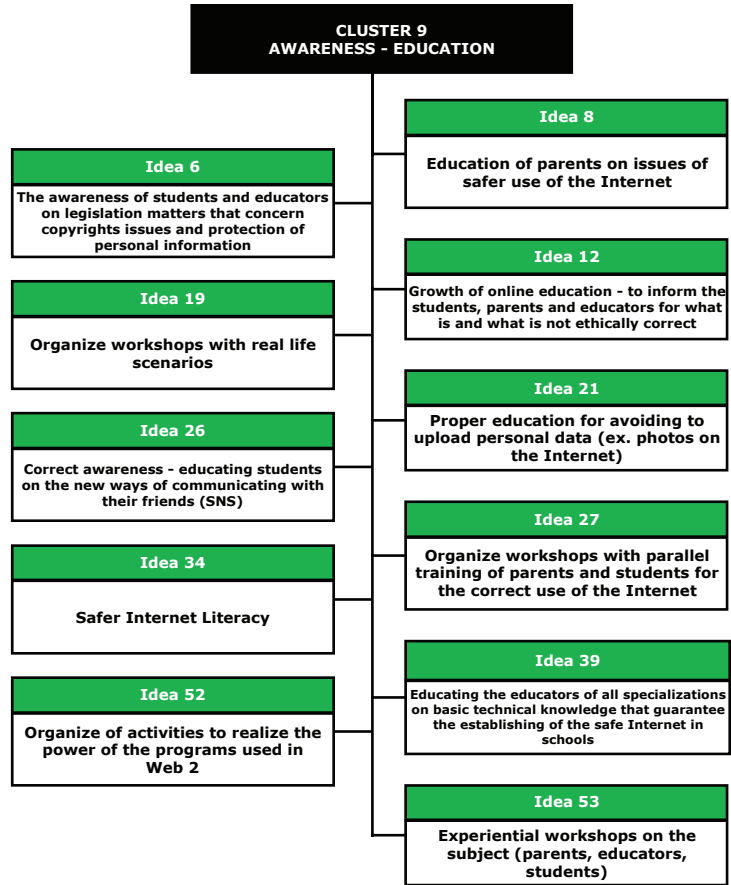 CLUSTER 9
AWARENESS - EDUCATION
Idea 8
Education of parents on issues of
safer use of the Internet
Idea 6
The awareness of students and educators
on legislation matters that concern
copyrights issues and protection of
personal information
Idea 12
Growth of online education - to inform the
students, parents and educators for what
is and what is not ethically correct
Idea 19
Organize workshops with real life
scenarios
Idea 21
Proper education for avoiding to
upload personal data (ex. photos on
the Internet)
Idea 26
Correct awareness - educating students
on the new ways of communicating with
their friends (SNS)
Idea 27
Organize workshops with parallel
training of parents and students for
the correct use of the Internet
Idea 34
Safer Internet Literacy
Idea 39
Educating the educators of all specializations
on basic technical knowledge that guarantee
the establishing of the safe Internet in
schools
Idea 52
Organize of activities to realize the
power of the programs used in
Web 2
Idea 53
Experiential workshops on the
subject (parents, educators,
students)